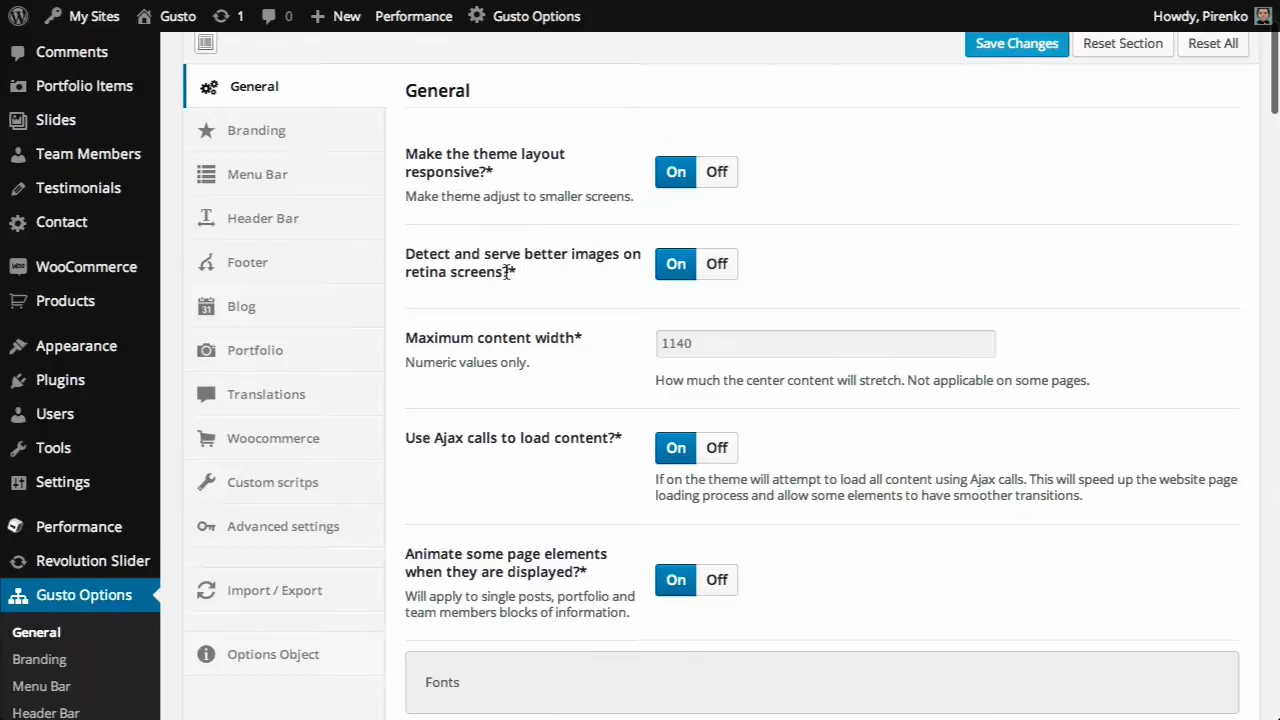 My Sites
Gusto
1
0
New
Performance
Gusto Options
Howdy, Pirenko
Comments
Portfolio Items
Slides
Team Members
Testimonials
Contact
WooCommerce
Products
Appearance
Plugins
Users
Tools
Settings
Performance
Revolution Slider
Gusto Options
General
Branding
Menu Bar
Header Bar
Save Changes
Reset Section
Reset All
General
Branding
Menu Bar
Header Bar
Footer
31
Blog
Portfolio
Translations
Woocommerce
Custom scritps
Advanced settings
Import / Export
Options Object
General
Make the theme layout
responsive?*
Make theme adjust to smaller screens.
On
Off
Detect and serve better images on
retina screens?*
On
Off
Maximum content width*
Numeric values only.
1140
How much the center content will stretch. Not applicable on some pages.
Use Ajax calls to load content?*
On
Off
If on the theme will attempt to load all content using Ajax calls. This will speed up the website page
loading process and allow some elements to have smoother transitions.
Animate some page elements
when they are displayed?*
Will apply to single posts, portfolio and
team members blocks of information.
On
Off
Fonts